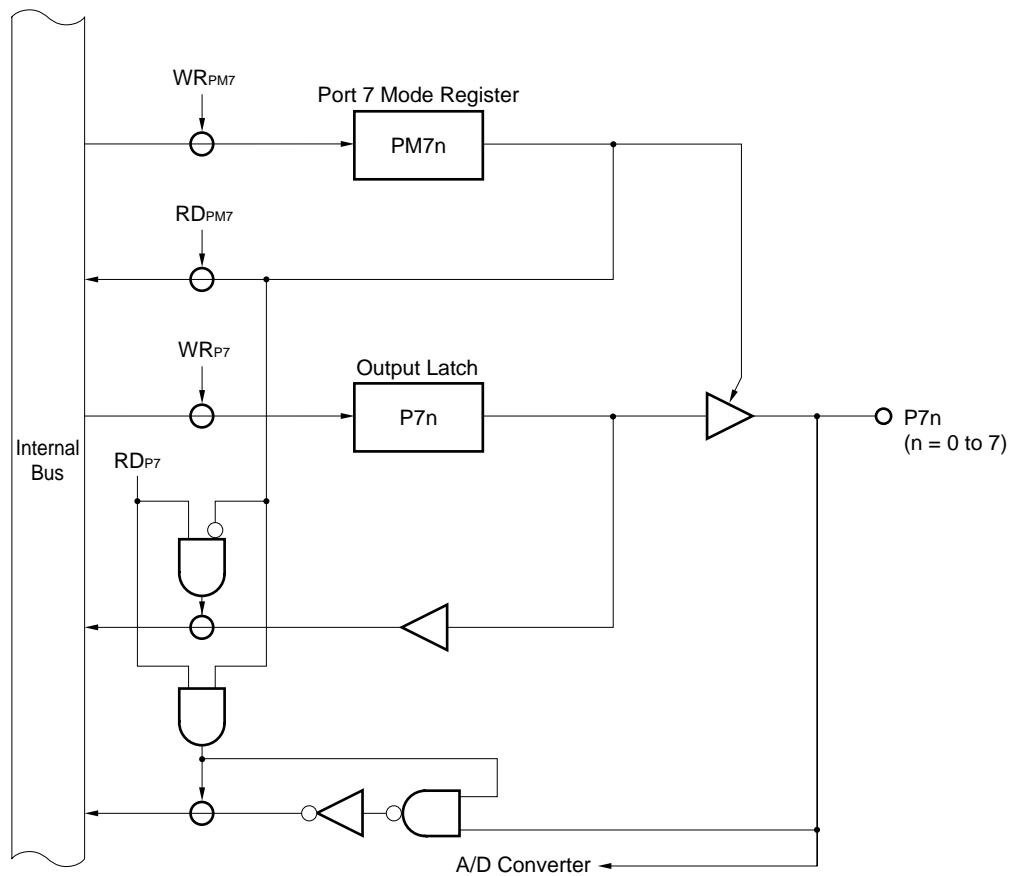 WRPM7
Port 7 Mode Register
PM7n
RDPM7
WRP7
Output Latch
P7n
P7n
(n = 0 to 7)
Internal
Bus
RDP7
A/D Converter